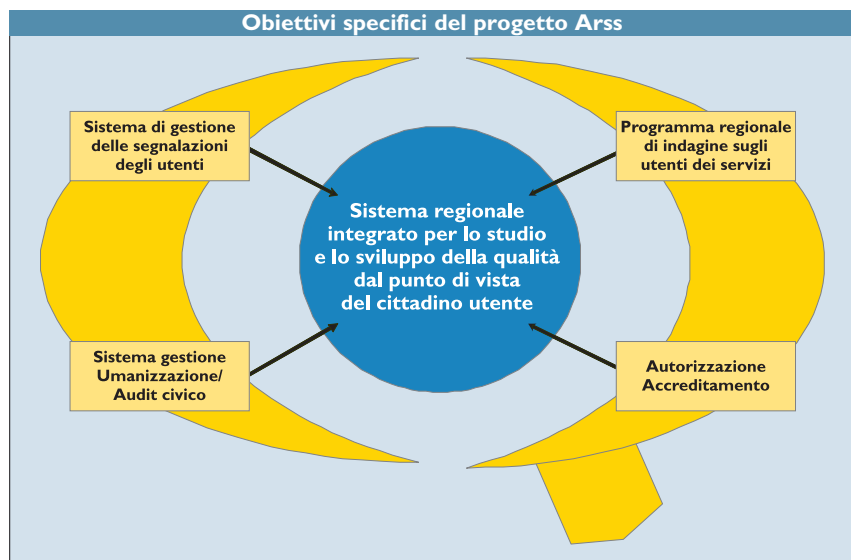 Obiettivi specifici del progetto Arss
Sistema di gestione
delle segnalazioni
degli utenti
Programma regionale
di indagine sugli
utenti dei servizi
Sistema regionale
integrato per lo studio
e lo sviluppo della qualità
dal punto di vista
del cittadino utente
Sistema gestione
Umanizzazione/
Audit civico
Autorizzazione
Accreditamento